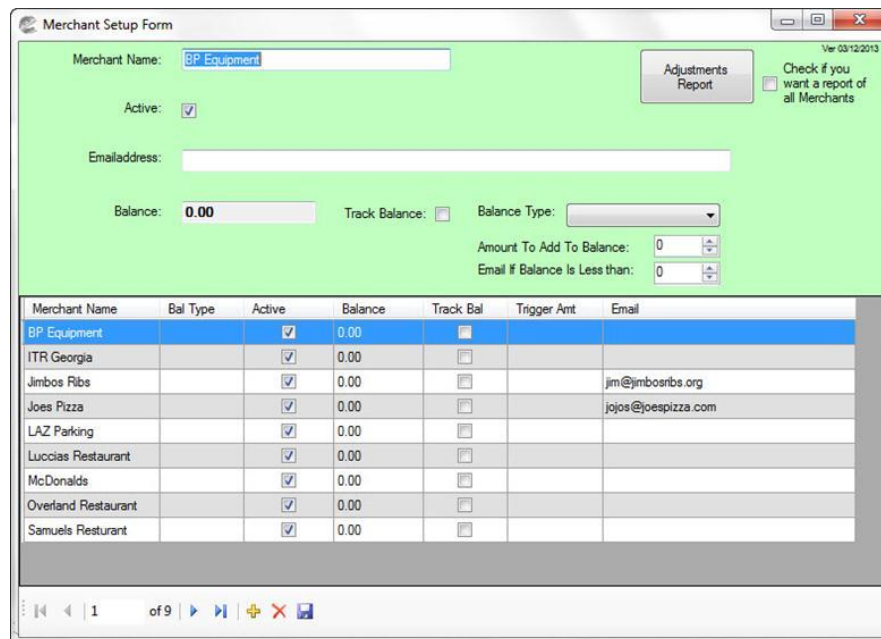 Merchant Setup Form
Ver 03/12/2013
Merchant Name: BP Equipment
Adjustments
Report
Check if you
want a report of
all Merchants
Active:
Emailaddress:
Balance: 0.00 Track Balance: Balance Type:
Amount To Add To Balance: 0
Email If Balance Is Less than: 0
Merchant Name Bal Type Active Balance Track Bal Trigger Amt Email
BP Equipment 0.00
ITR Georgia 0.00
Jimbos Ribs 0.00 jim@jimbosribs.org
Joes Pizza 0.00 jojos@joespizza.com
LAZ Parking 0.00
Luccias Restaurant 0.00
McDonalds 0.00
Overland Restaurant 0.00
Samuels Resturant 0.00
1 of 9